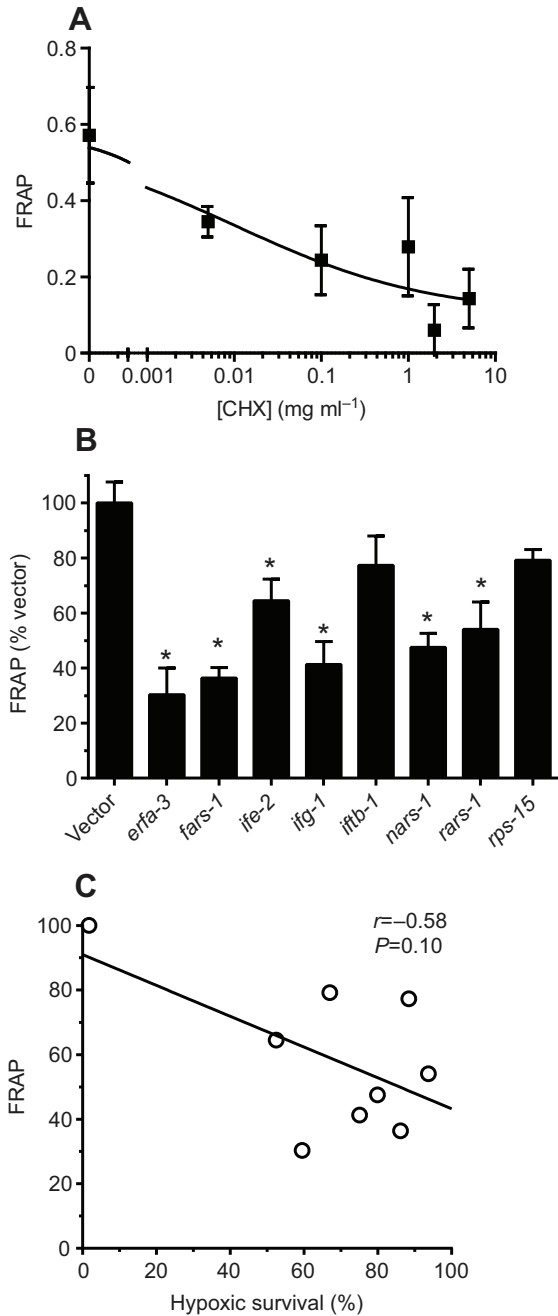 A
0.8
0.6
0.4
0.2
0
FRAP
0 0.001 0.01 0.1 1 10
[CHX] (mg ml⁻¹)
B
100
80
60
40
20
0
FRAP (% vector)
* * * * * *
Vector erfa-3 fars-1 ife-2 ifg-1 iftb-1 nars-1 rars-1 rps-15
C
r=–0.58
P=0.10
100
80
60
40
20
0
FRAP
0 20 40 60 80 100
Hypoxic survival (%)